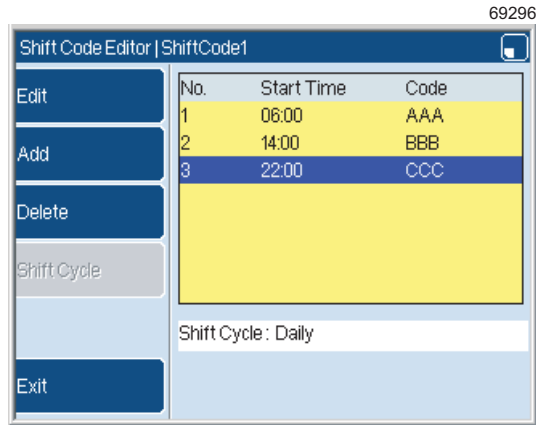 69296
Shift Code Editor | ShiftCode1
Edit
Add
Delete
Shift Cycle
Exit
No. Start Time Code
1 06:00 AAA
2 14:00 BBB
3 22:00 CCC
Shift Cycle : Daily